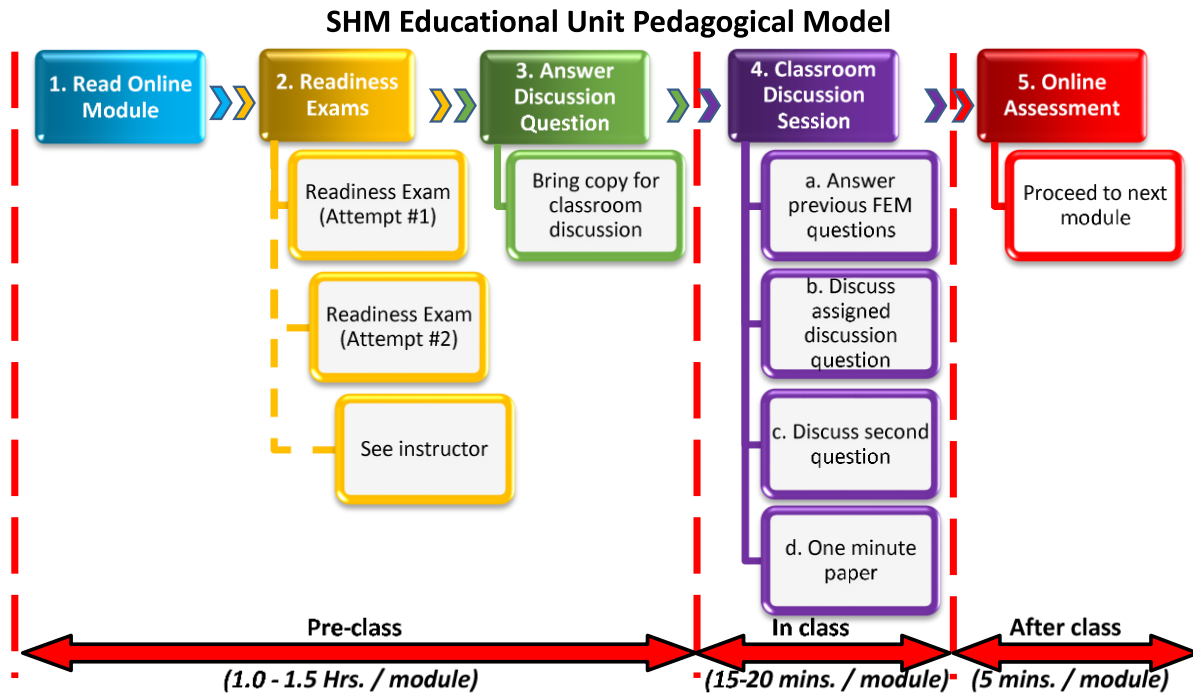 SHM Educational Unit Pedagogical Model
1. Read Online
Module
2. Readiness
Exams
Readiness Exam
(Attempt #1)
Readiness Exam
(Attempt #2)
See instructor
3. Answer
Discussion
Question
Bring copy for
classroom
discussion
4. Classroom
Discussion
Session
a. Answer
previous FEM
questions
b. Discuss
assigned
discussion
question
c. Discuss second
question
d. One minute
paper
5. Online
Assessment
Proceed to next
module
Pre-class
(1.0 - 1.5 Hrs. / module)
In class
(15-20 mins. / module)
After class
(5 mins. / module)